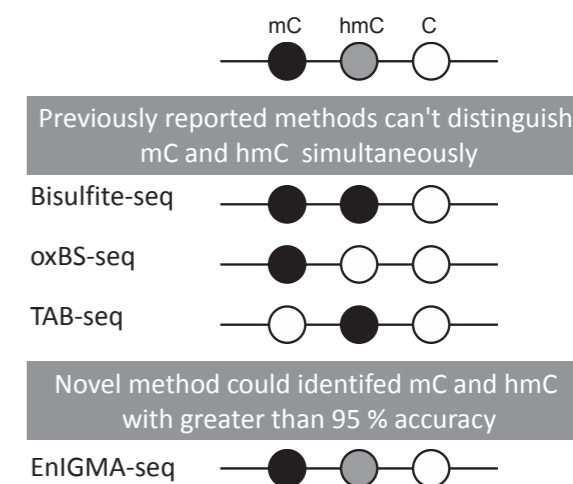 mC hmC C
Previously reported methods can't distinguish
mC and hmC simultaneously
Bisulfite-seq
oxBS-seq
TAB-seq
Novel method could identifed mC and hmC
with greater than 95 % accuracy
EnIGMA-seq